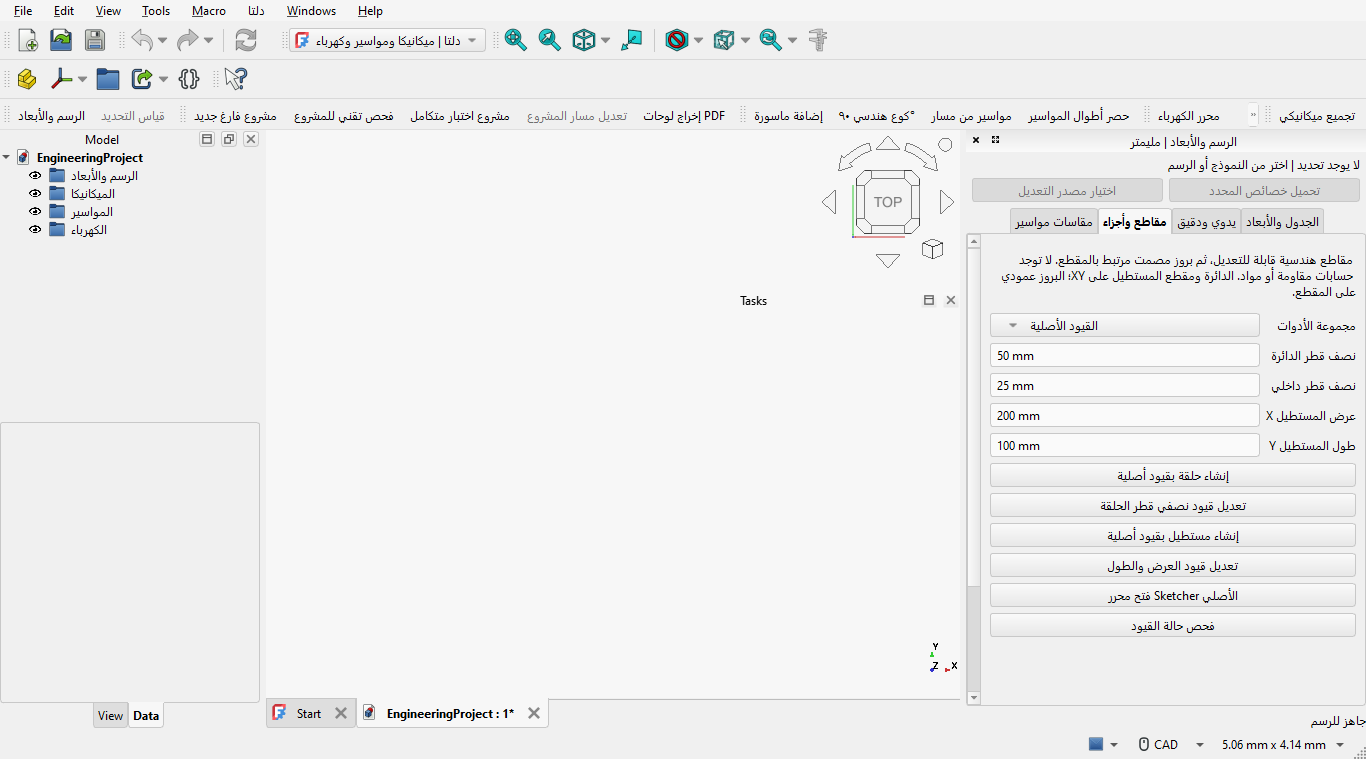 File Edit View Tools Macro دلتا Windows Help
دلتا | ميكانيكا ومواسير وكهرباء
الرسم والأبعاد قياس التحديد مشروع فارغ جديد فحص تقني للمشروع مشروع اختبار متكامل تعديل مسار المشروع PDF إخراج لوحات إضافة ماسورة كوع هندسي ٩٠° مواسير من مسار حصر أطوال المواسير محرر الكهرباء » تجميع ميكانيكي
Model
EngineeringProject
الرسم والأبعاد
الميكانيكا
المواسير
الكهرباء
View Data
TOP
Tasks
Y
Z X
Start EngineeringProject : 1*
الرسم والأبعاد | مليمتر
لا يوجد تحديد | اختر من النموذج أو الرسم
تحميل خصائص المحدد اختيار مصدر التعديل
الجدول والأبعاد يدوي ودقيق مقاطع وأجزاء مقاسات مواسير
مقاطع هندسية قابلة للتعديل، ثم بروز مصمت مرتبط بالمقطع. لا توجد
حسابات مقاومة أو مواد. الدائرة ومقطع المستطيل على XY؛ البروز عمودي
على المقطع.
مجموعة الأدوات القيود الأصلية
نصف قطر الدائرة 50 mm
نصف قطر داخلي 25 mm
عرض المستطيل X 200 mm
طول المستطيل Y 100 mm
إنشاء حلقة بقيود أصلية
تعديل قيود نصفي قطر الحلقة
إنشاء مستطيل بقيود أصلية
تعديل قيود العرض والطول
فتح محرر Sketcher الأصلي
فحص حالة القيود
جاهز للرسم
CAD 5.06 mm x 4.14 mm